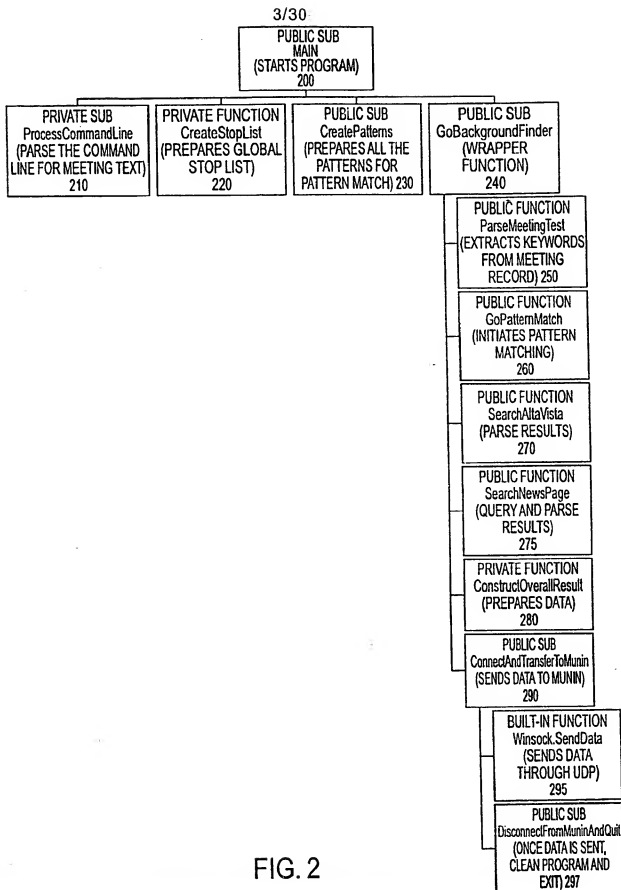 3/30
PUBLIC SUB
MAIN
(STARTS PROGRAM)
200
PRIVATE SUB
ProcessCommandLine
(PARSE THE COMMAND
LINE FOR MEETING TEXT)
210
PRIVATE FUNCTION
CreateStopList
(PREPARES GLOBAL
STOP LIST)
220
PUBLIC SUB
CreatePatterns
(PREPARES ALL THE
PATTERNS FOR
PATTERN MATCH) 230
PUBLIC SUB
GoBackgroundFinder
(WRAPPER
FUNCTION)
240
PUBLIC FUNCTION
ParseMeetingTest
(EXTRACTS KEYWORDS
FROM MEETING
RECORD) 250
PUBLIC FUNCTION
GoPatternMatch
(INITIATES PATTERN
MATCHING)
260
PUBLIC FUNCTION
SearchAltaVista
(PARSE RESULTS)
270
PUBLIC FUNCTION
SearchNewsPage
(QUERY AND PARSE
RESULTS)
275
PRIVATE FUNCTION
ConstructOverallResult
(PREPARES DATA)
280
PUBLIC SUB
ConnectAndTransferToMunin
(SENDS DATA TO MUNIN)
290
BUILT-IN FUNCTION
Winsock.SendData
(SENDS DATA
THROUGH UDP)
295
PUBLIC SUB
DisconnectFromMuninAndQuit
(ONCE DATA IS SENT,
CLEAN PROGRAM AND
EXIT) 297
FIG. 2